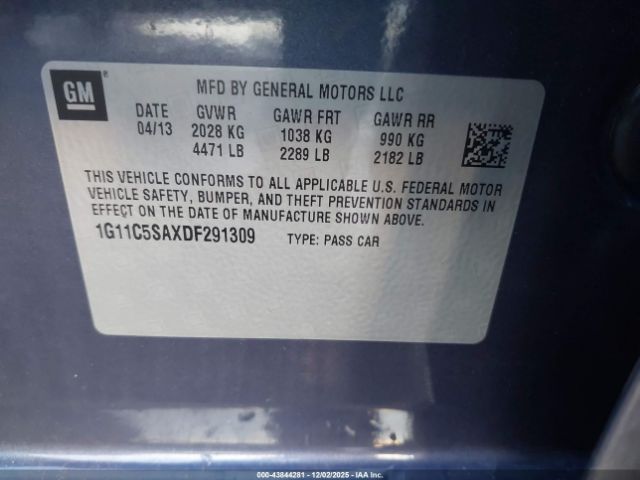 GM
MFD BY GENERAL MOTORS LLC
DATE GVWR GAWR FRT GAWR RR
04/13 2028 KG 1038 KG 990 KG
4471 LB 2289 LB 2182 LB
THIS VEHICLE CONFORMS TO ALL APPLICABLE U.S. FEDERAL MOTOR
VEHICLE SAFETY, BUMPER, AND THEFT PREVENTION STANDARDS IN
EFFECT ON THE DATE OF MANUFACTURE SHOWN ABOVE.
1G11C5SAXDF291309 TYPE: PASS CAR
000-43844281 - 12/02/2025 - IAA Inc.